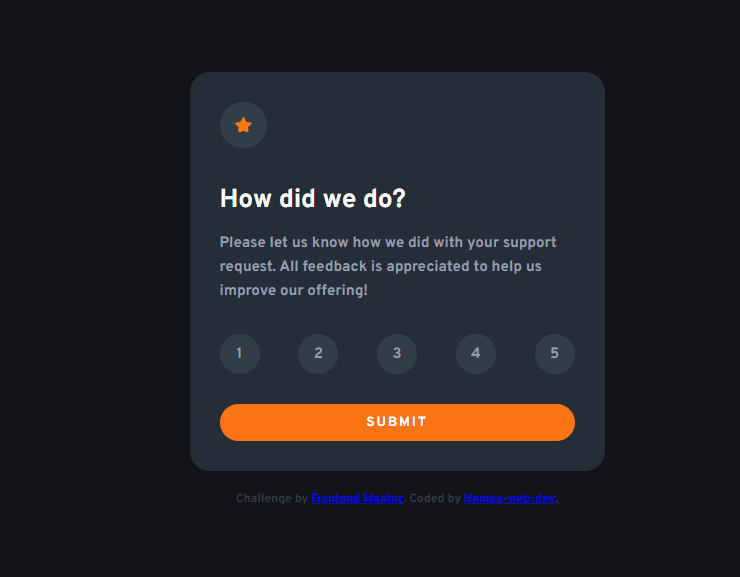 How did we do?
Please let us know how we did with your support
request. All feedback is appreciated to help us
improve our offering!
1 2 3 4 5
SUBMIT
Challenge by Frontend Mentor. Coded by Hamza-web-dev.